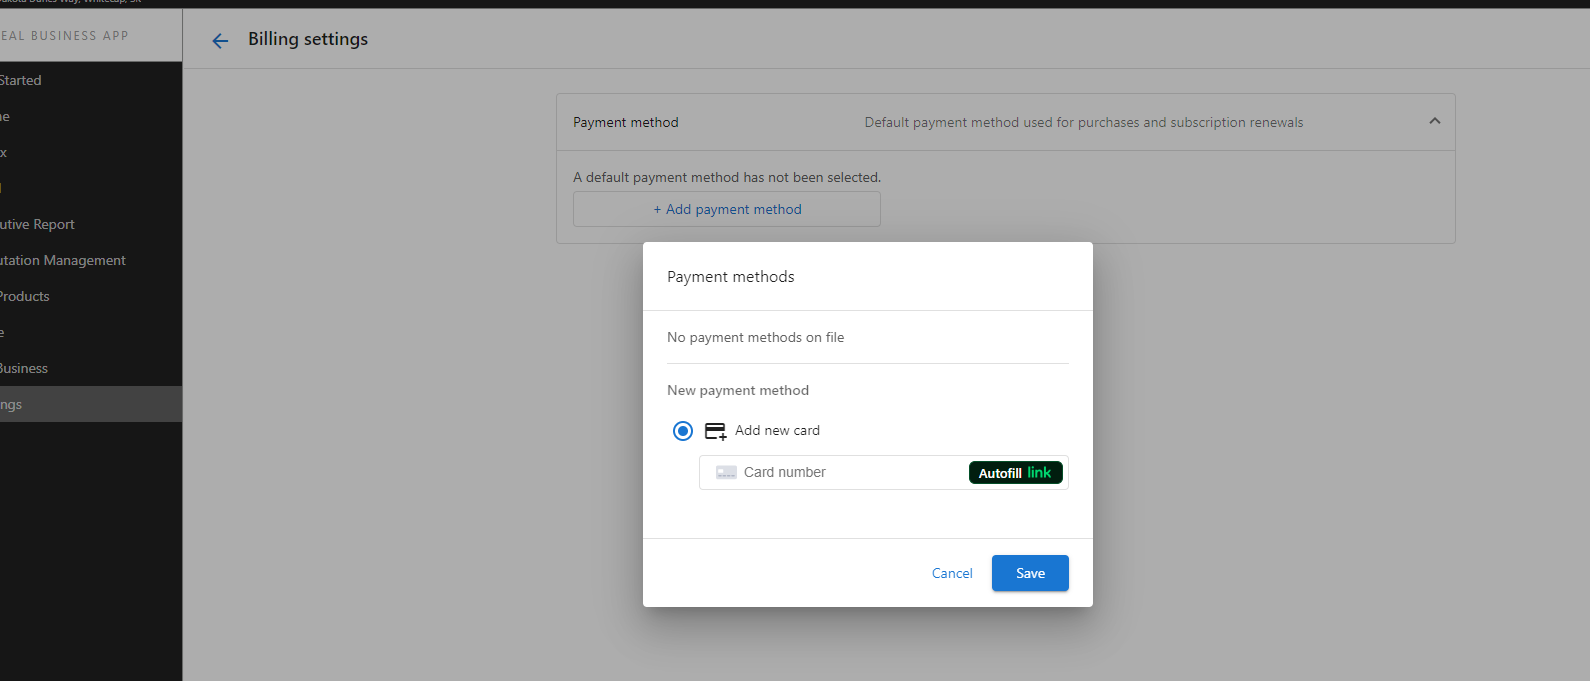 EAL BUSINESS APP
Billing settings
Started
ne
x
utive Report
utation Management
Products
e
Business
ngs
Payment method
Default payment method used for purchases and subscription renewals
A default payment method has not been selected.
+ Add payment method
Payment methods
No payment methods on file
New payment method
Add new card
Card number
Autofill link
Cancel
Save